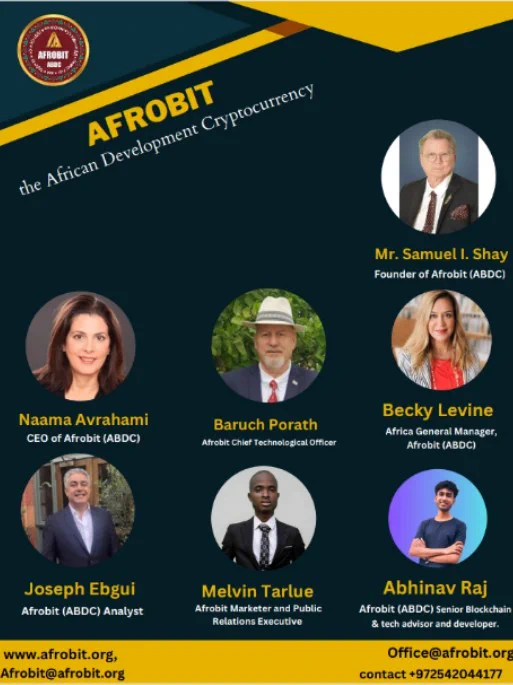 AFROBIT
ABDC
AFROBIT
the African Development Cryptocurrency
Mr. Samuel I. Shay
Founder of Afrobit (ABDC)
Naama Avrahami
CEO of Afrobit (ABDC)
Baruch Porath
Afrobit Chief Technological Officer
Becky Levine
Africa General Manager,
Afrobit (ABDC)
Joseph Ebgui
Afrobit (ABDC) Analyst
Melvin Tarlue
Afrobit Marketer and Public
Relations Executive
Abhinav Raj
Afrobit (ABDC) Senior Blockchain
& tech advisor and developer.
www.afrobit.org,
Afrobit@afrobit.org
Office@afrobit.org
contact +972542044177